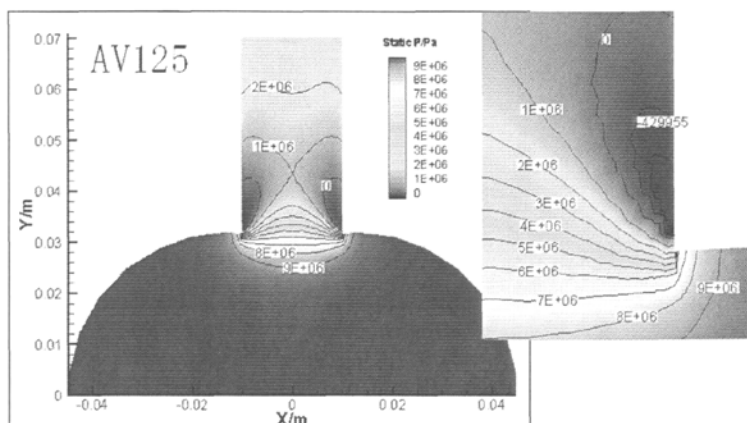 AV125
0.07
0.06
0.05
0.04
0.03
0.02
0.01
0
Y/m
-0.04
-0.02
0
0.02
0.04
X/m
2E+06
1E+06
0
8E+06
9E+06
Static P/Pa
9E+06
8E+06
7E+06
6E+06
5E+06
4E+06
3E+06
2E+06
1E+06
0
0
1E+06
-429955
2E+06
3E+06
4E+06
5E+06
6E+06
7E+06
8E+06
9E+06